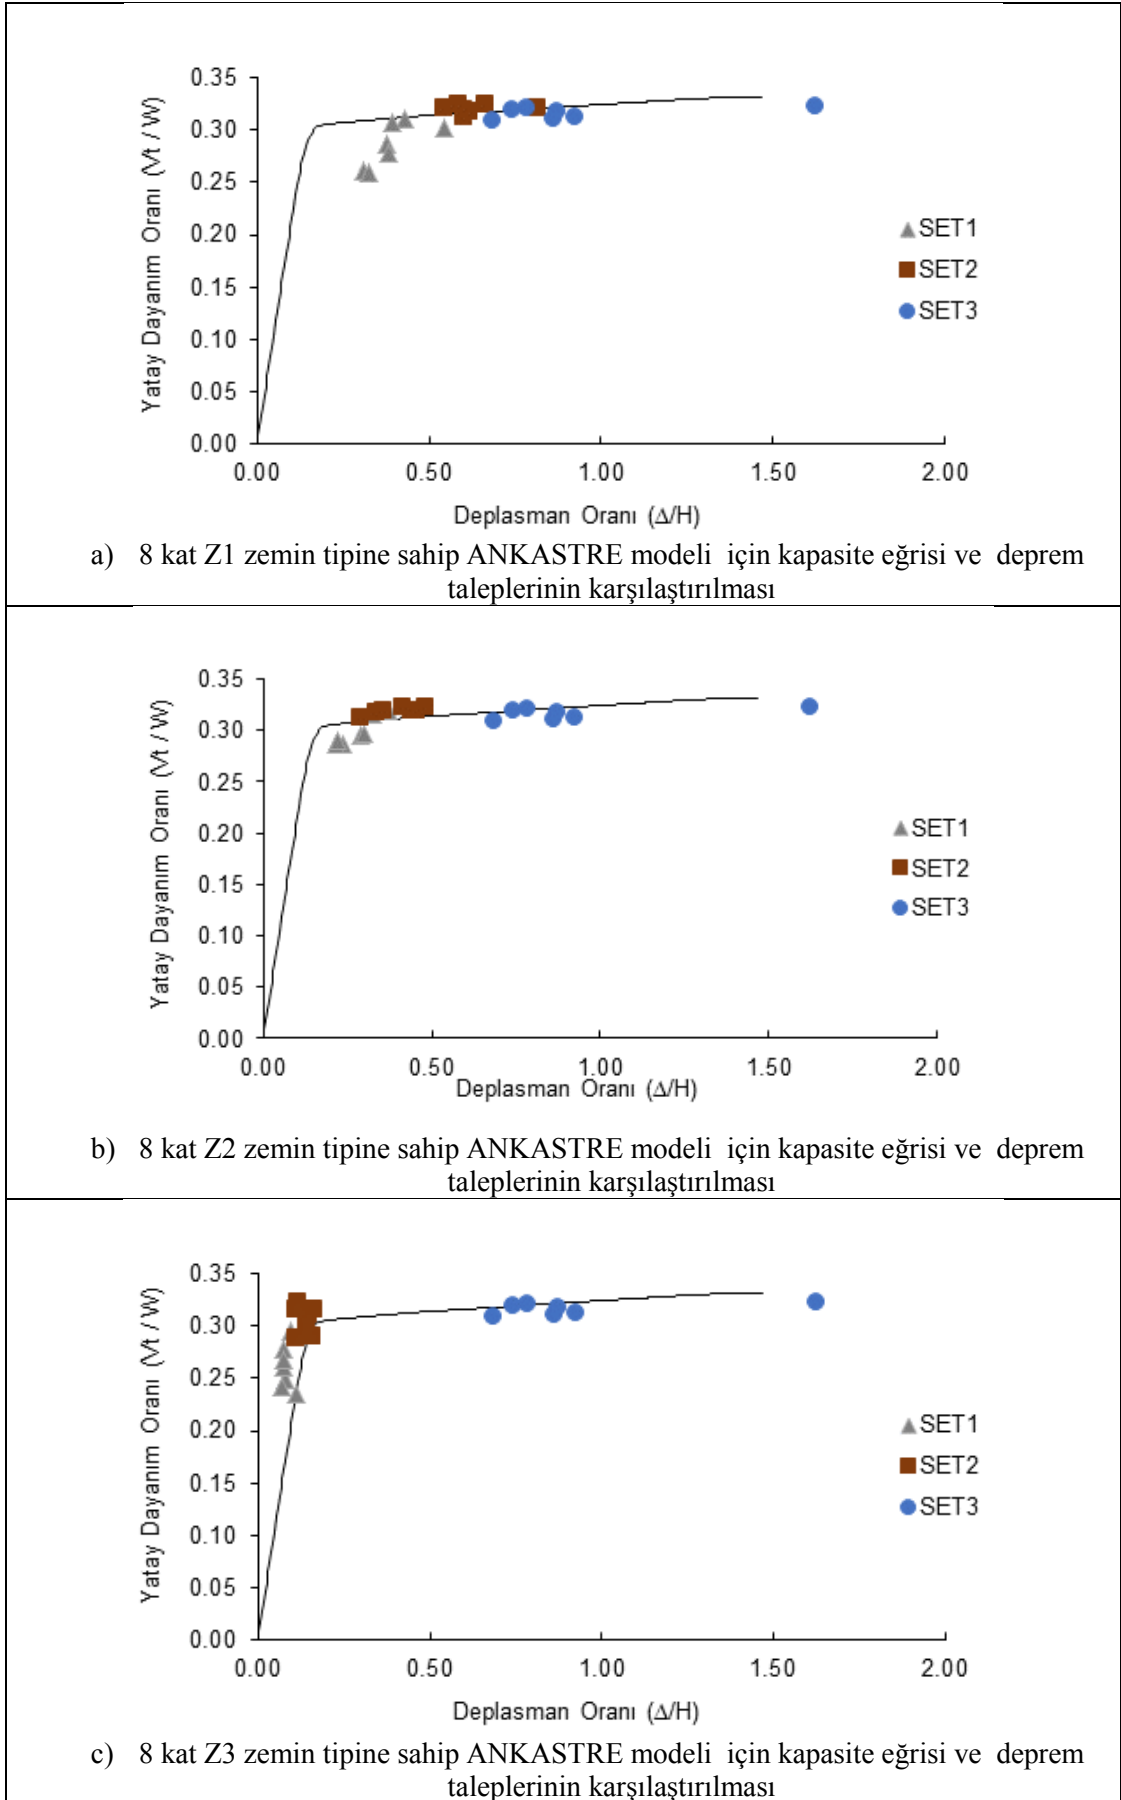 0.35
0.30
0.25
0.20
0.15
0.10
0.05
0.00
Yatay Dayanım Oranı (Vt / W)
SET1
SET2
SET3
0.00 0.50 1.00 1.50 2.00
Deplasman Oranı (Δ/H)
a) 8 kat Z1 zemin tipine sahip ANKASTRE modeli için kapasite eğrisi ve deprem
taleplerinin karşılaştırılması
0.35
0.30
0.25
0.20
0.15
0.10
0.05
0.00
Yatay Dayanım Oranı (Vt / W)
SET1
SET2
SET3
0.00 0.50 1.00 1.50 2.00
Deplasman Oranı (Δ/H)
b) 8 kat Z2 zemin tipine sahip ANKASTRE modeli için kapasite eğrisi ve deprem
taleplerinin karşılaştırılması
0.35
0.30
0.25
0.20
0.15
0.10
0.05
0.00
Yatay Dayanım Oranı (Vt / W)
SET1
SET2
SET3
0.00 0.50 1.00 1.50 2.00
Deplasman Oranı (Δ/H)
c) 8 kat Z3 zemin tipine sahip ANKASTRE modeli için kapasite eğrisi ve deprem
taleplerinin karşılaştırılması